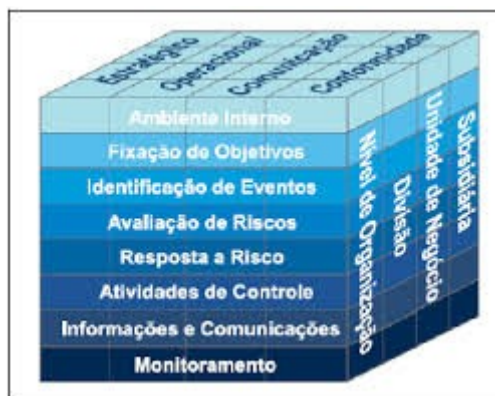 Estratégico
Operacional
Comunicação
Conformidade
Ambiente Interno
Fixação de Objetivos
Identificação de Eventos
Avaliação de Riscos
Resposta a Risco
Atividades de Controle
Informações e Comunicações
Monitoramento
Nível de Organização
Divisão
Unidade de Negócio
Subsidiária